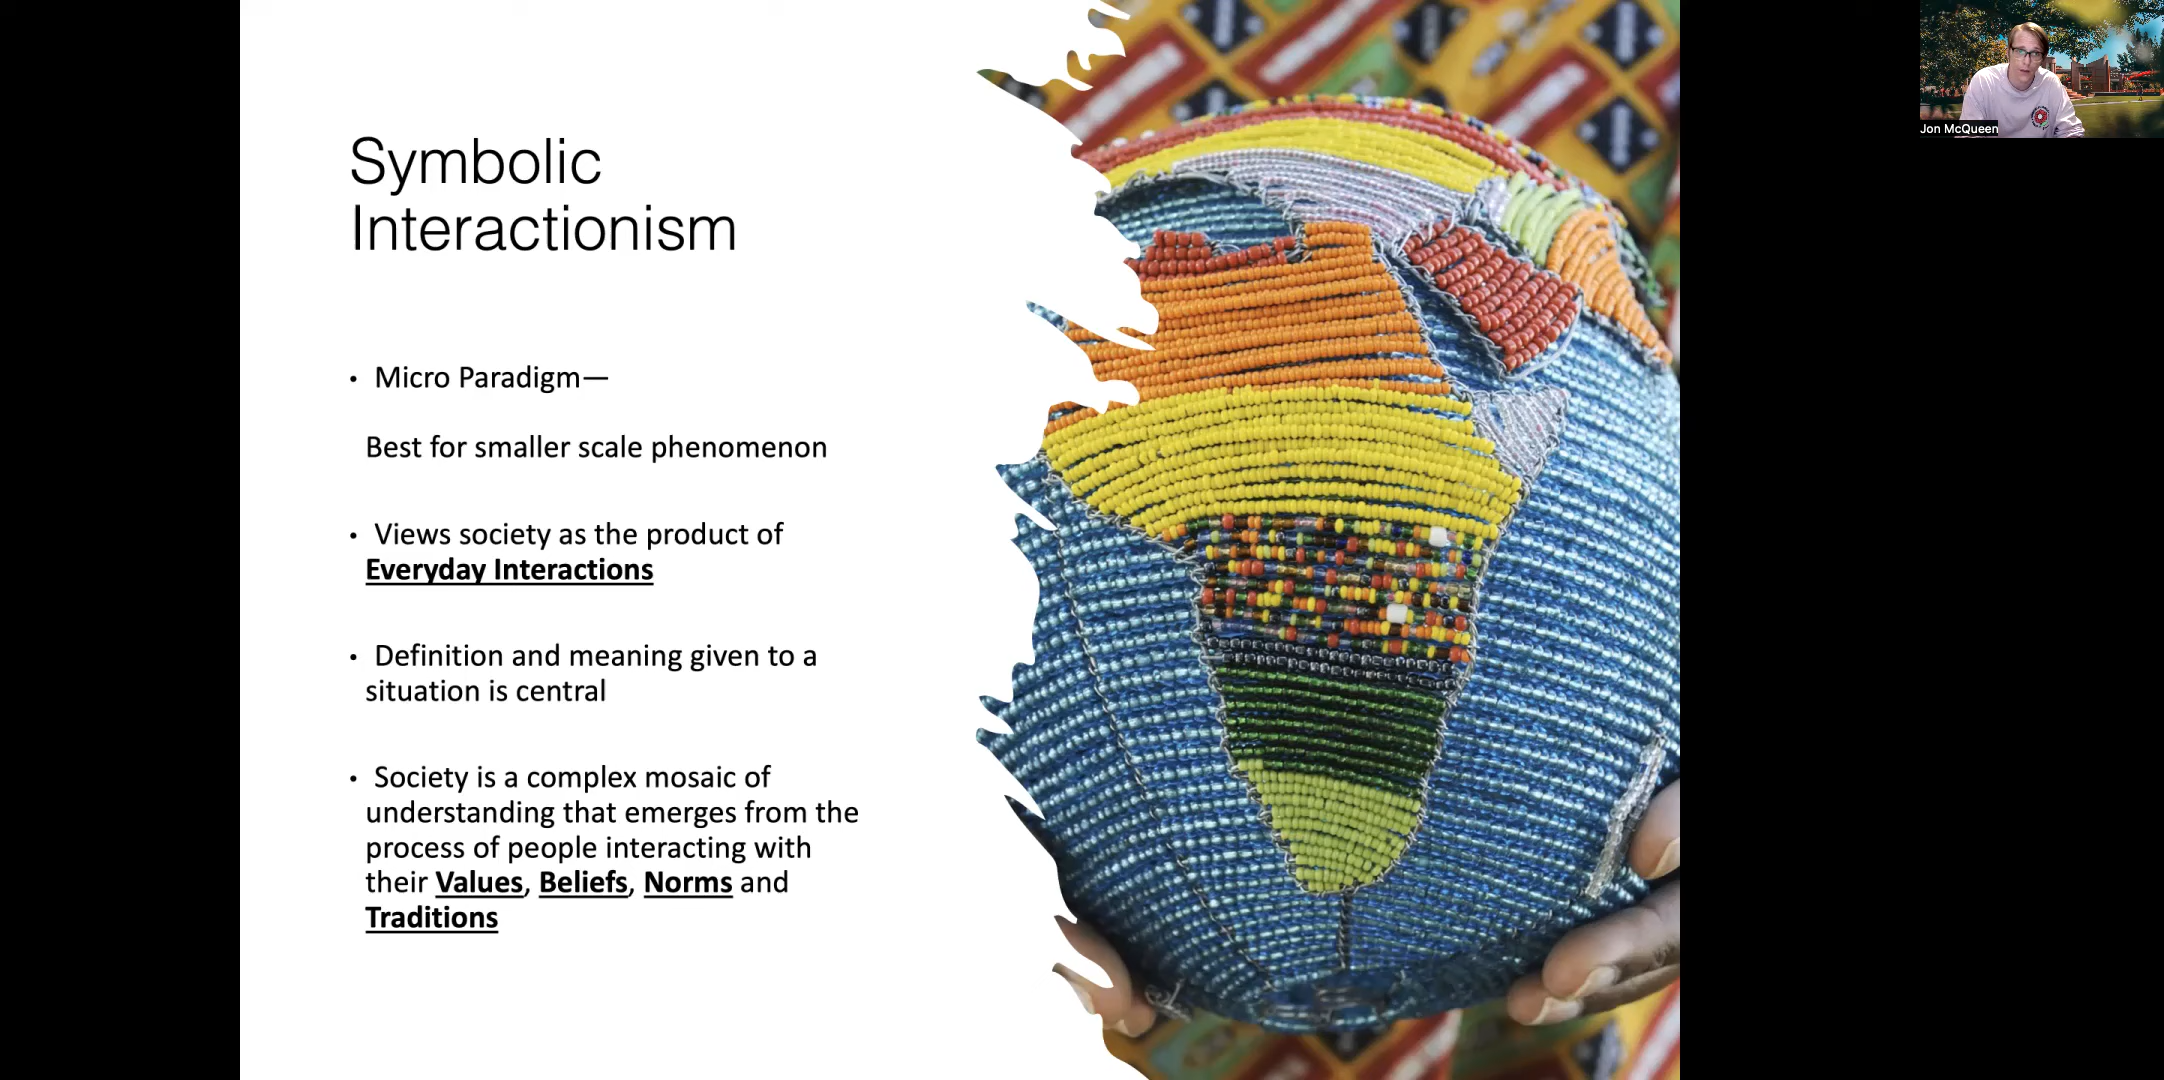 Symbolic
Interactionism
• Micro Paradigm—
Best for smaller scale phenomenon
• Views society as the product of
Everyday Interactions
• Definition and meaning given to a
situation is central
• Society is a complex mosaic of
understanding that emerges from the
process of people interacting with
their Values, Beliefs, Norms and
Traditions
Jon McQueen